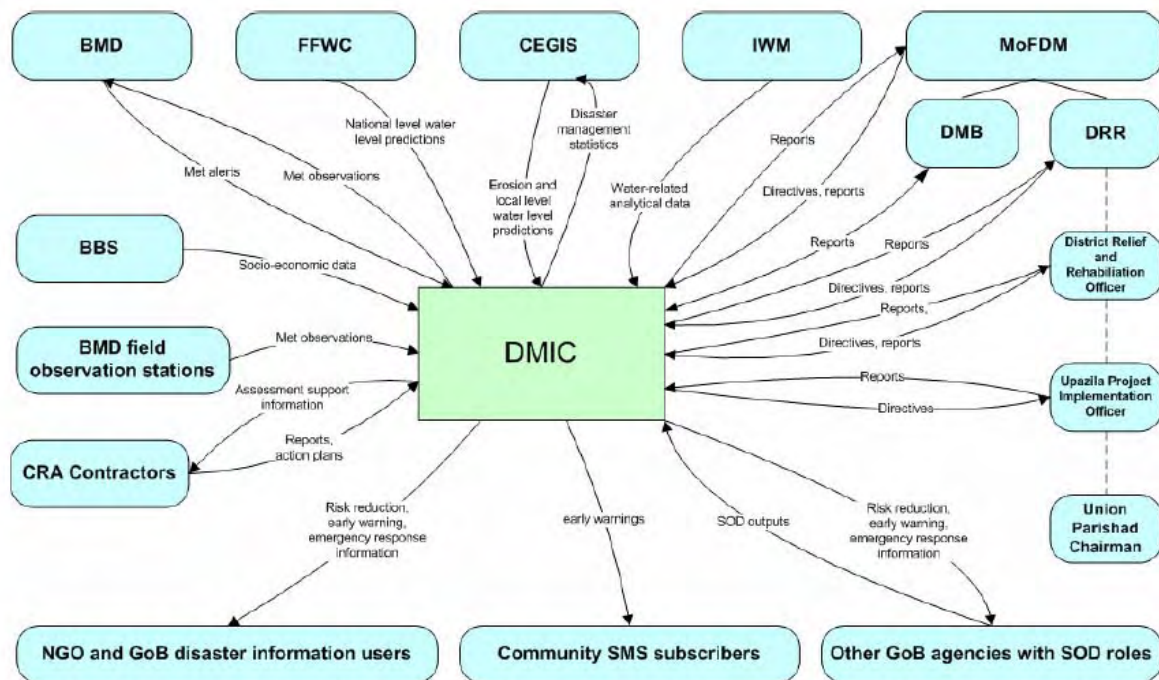 BMD
FFWC
CEGIS
IWM
MoFDM
DMB
DRR
National level water
level predictions
Disaster
management
statistics
Reports
Met alerts
Met observations
Erosion and
local level
water level
predictions
Water-related
analytical data
Directives, reports
BBS
Socio-economic data
Reports
Reports
District Relief
and
Rehabiliation
Officer
Directives, reports
Reports,
BMD field
observation stations
Met observations
DMIC
Directives, reports
Assessment support
information
Reports
Upazila Project
Implementation
Officer
Directives
CRA Contractors
Reports,
action plans
Risk reduction,
early warning,
emergency response
information
early warnings
SOD outputs
Risk reduction,
early warning,
emergency response
information
Union
Parishad
Chairman
NGO and GoB disaster information users
Community SMS subscribers
Other GoB agencies with SOD roles